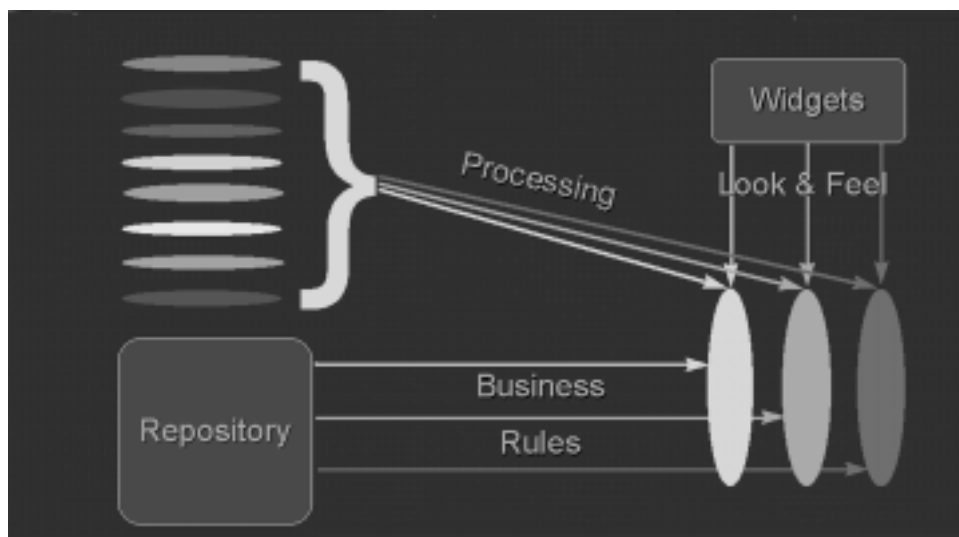 Widgets
Processing
Look & Feel
Business
Repository
Rules